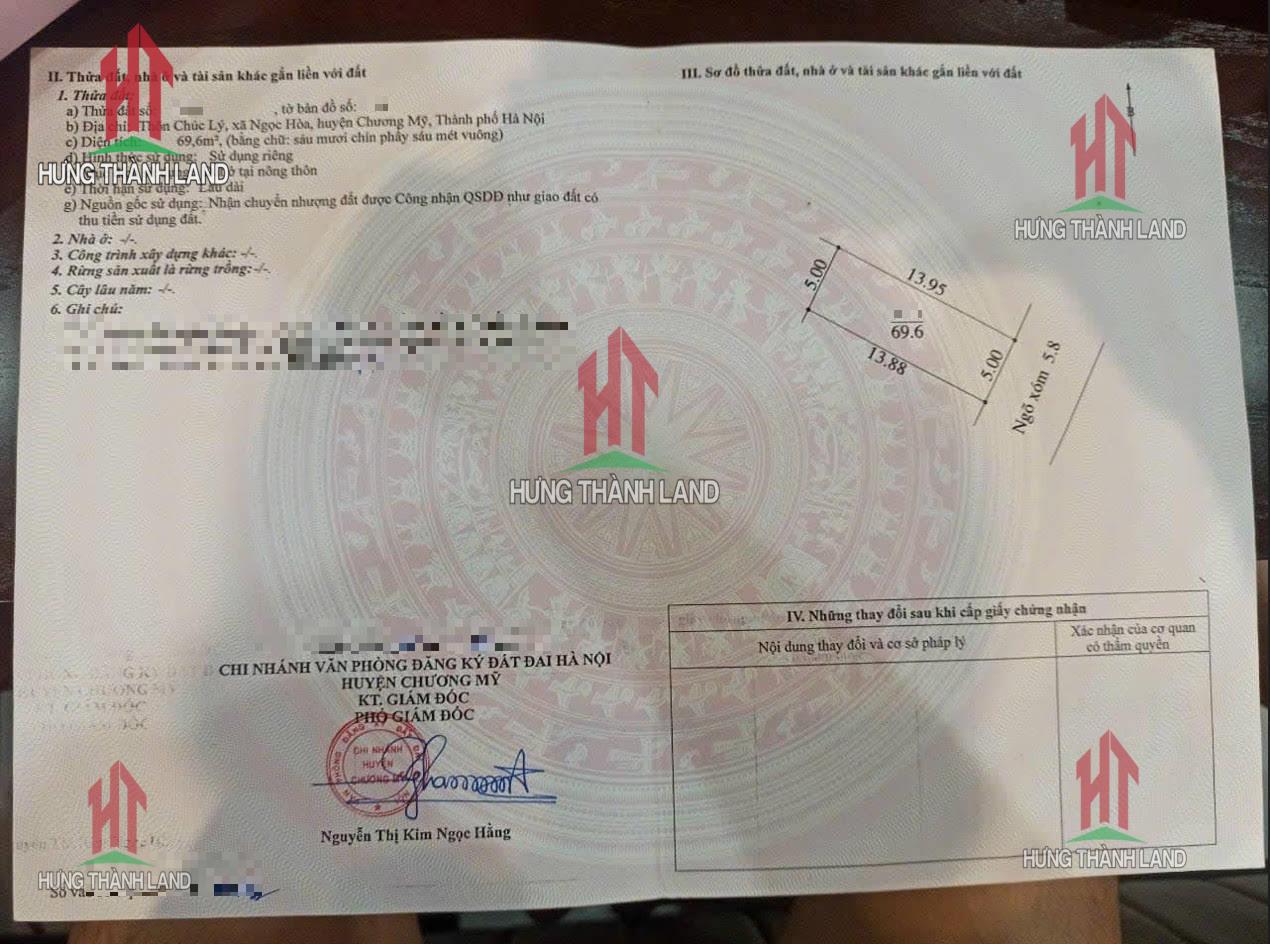 II. Thửa đất, nhà ở và tài sản khác gắn liền với đất
1. Thửa đất:
a) Thửa đất số: , tờ bản đồ số:
b) Địa chỉ: Thôn Chúc Lý, xã Ngọc Hòa, huyện Chương Mỹ, Thành phố Hà Nội
c) Diện tích: 69,6m², (bằng chữ: sáu mươi chín phẩy sáu mét vuông)
d) Hình thức sử dụng: Sử dụng riêng
ở tại nông thôn
e) Thời hạn sử dụng: Lâu dài
g) Nguồn gốc sử dụng: Nhận chuyển nhượng đất được Công nhận QSDĐ như giao đất có
thu tiền sử dụng đất.
2. Nhà ở: -/-.
3. Công trình xây dựng khác: -/-.
4. Rừng sản xuất là rừng trồng: -/-.
5. Cây lâu năm: -/-.
6. Ghi chú:
CHI NHÁNH VĂN PHÒNG ĐĂNG KÝ ĐẤT ĐAI HÀ NỘI
HUYỆN CHƯƠNG MỸ
KT. GIÁM ĐỐC
PHÓ GIÁM ĐỐC
CHI NHÁNH
HUYỆN
CHƯƠNG MỸ
Nguyễn Thị Kim Ngọc Hằng
III. Sơ đồ thửa đất, nhà ở và tài sản khác gắn liền với đất
B
5.00
13.95
69.6
13.88
5.00
Ngõ xóm 5.8
IV. Những thay đổi sau khi cấp giấy chứng nhận
Nội dung thay đổi và cơ sở pháp lý
Xác nhận của cơ quan
có thẩm quyền
HƯNG THÀNH LAND
HƯNG THÀNH LAND
HƯNG THÀNH LAND
HƯNG THÀNH LAND
HƯNG THÀNH LAND